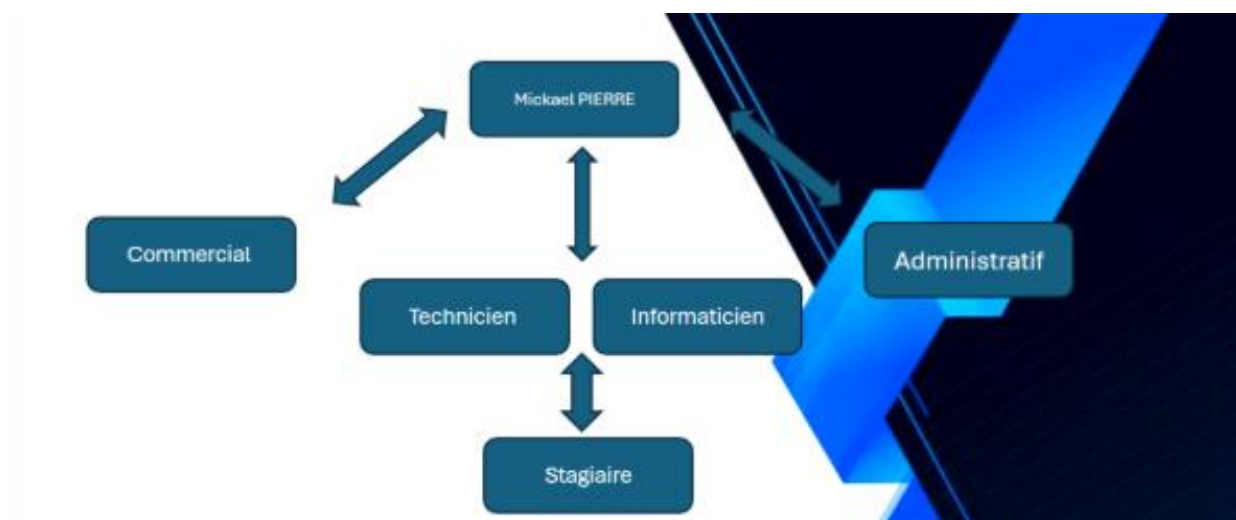 Mickael PIERRE
Commercial
Administratif
Technicien
Informaticien
Stagiaire